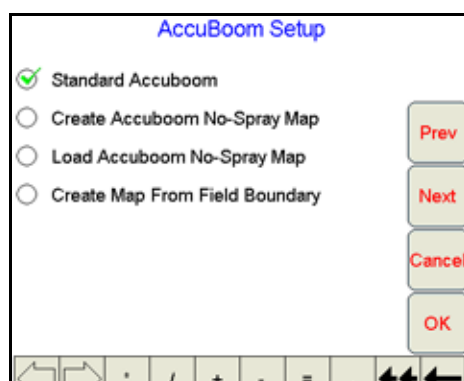 AccuBoom Setup
Standard Accuboom
Create Accuboom No-Spray Map
Load Accuboom No-Spray Map
Create Map From Field Boundary
Prev
Next
Cancel
OK